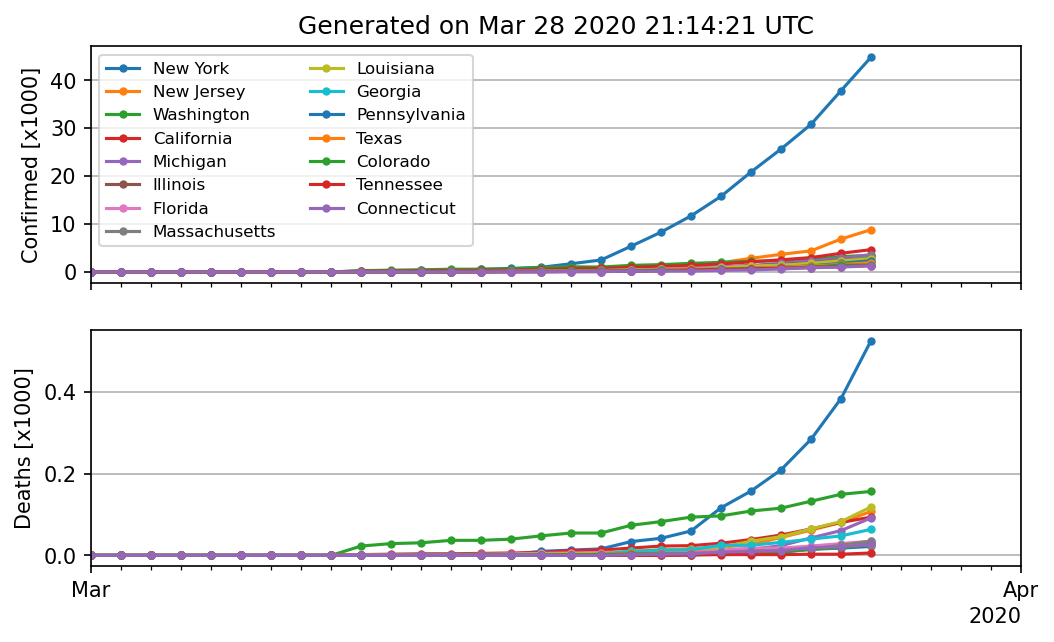 Generated on Mar 28 2020 21:14:21 UTC
Confirmed [x1000]
40
30
20
10
0
New York
New Jersey
Washington
California
Michigan
Illinois
Florida
Massachusetts
Louisiana
Georgia
Pennsylvania
Texas
Colorado
Tennessee
Connecticut
Deaths [x1000]
0.4
0.2
0.0
Mar
Apr
2020